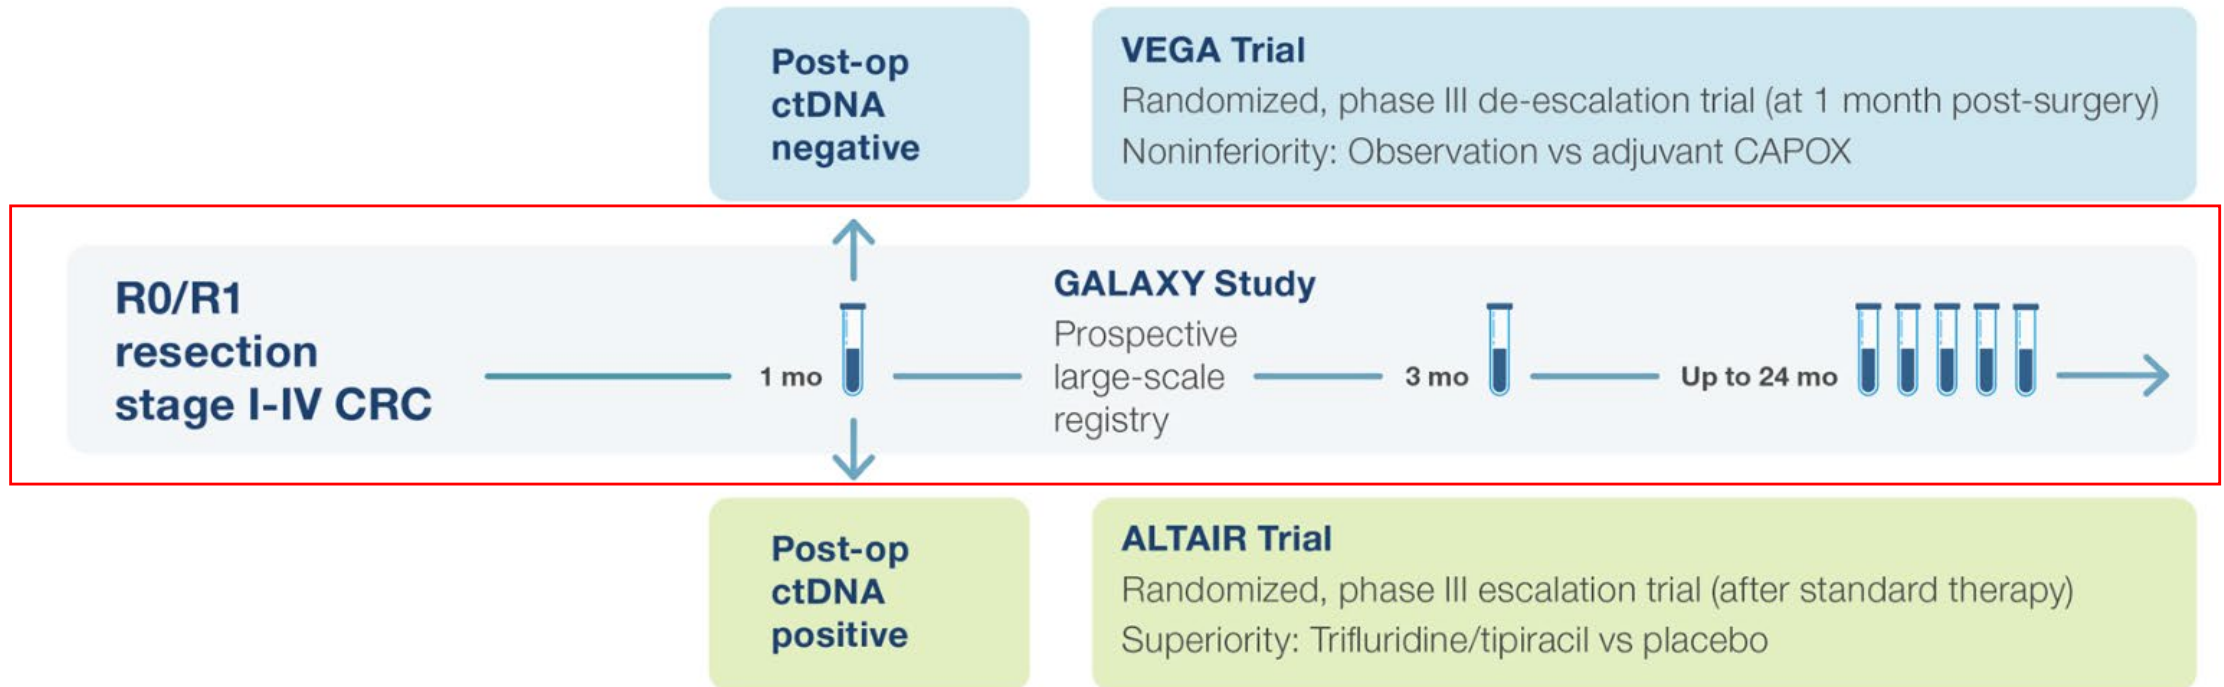 Post-op
ctDNA
negative
VEGA Trial
Randomized, phase III de-escalation trial (at 1 month post-surgery)
Noninferiority: Observation vs adjuvant CAPOX
R0/R1
resection
stage I-IV CRC
1 mo
GALAXY Study
Prospective
large-scale
registry
3 mo
Up to 24 mo
Post-op
ctDNA
positive
ALTAIR Trial
Randomized, phase III escalation trial (after standard therapy)
Superiority: Trifluridine/tipiracil vs placebo